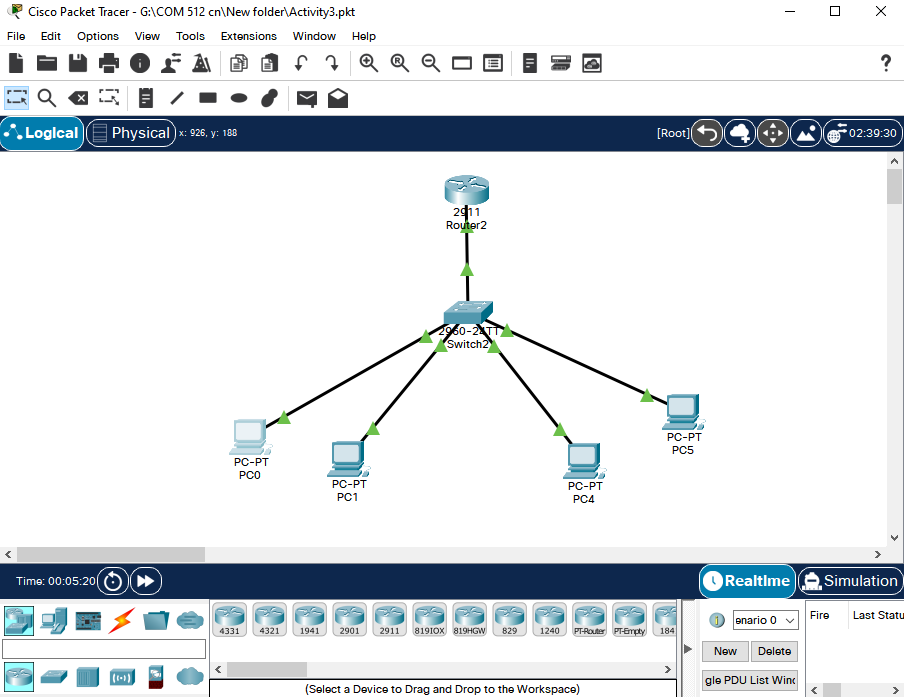 Cisco Packet Tracer - G:\COM 512 cn\New folder\Activity3.pkt
File Edit Options View Tools Extensions Window Help
Logical Physical x: 926, y: 188 [Root] 02:39:30
2911
Router2
2960-24TT
Switch2
PC-PT
PC5
PC-PT
PC0
PC-PT
PC1
PC-PT
PC4
Time: 00:05:20 Realtime Simulation
4331 4321 1941 2901 2911 819IOX 819HGW 829 1240 PT-Router PT-Empty 184
enario 0
Fire Last Statu
New Delete
gle PDU List Wind
(Select a Device to Drag and Drop to the Workspace)